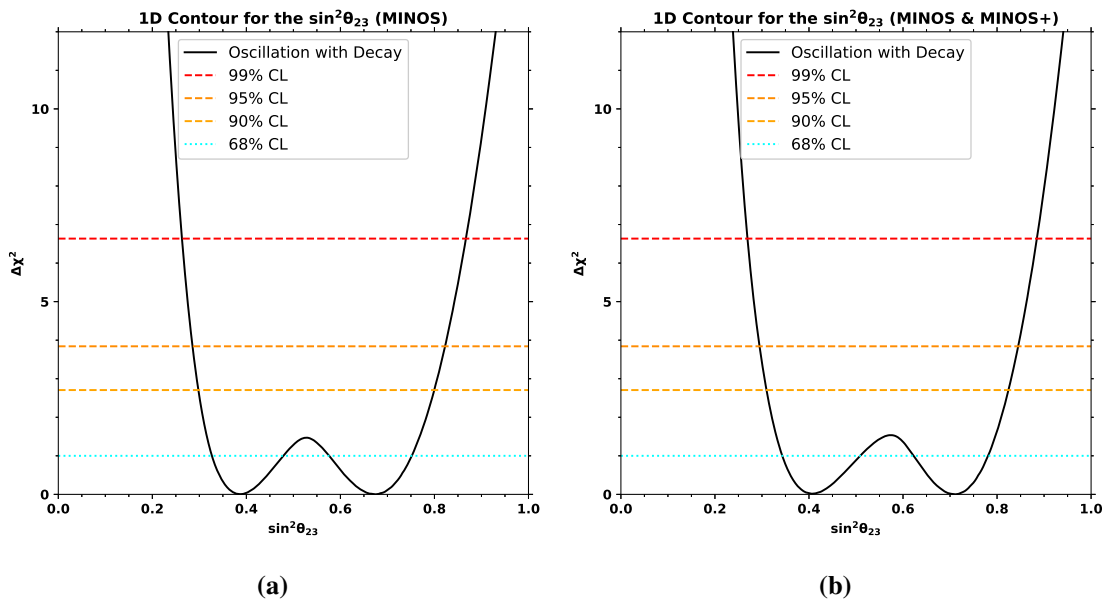 1D Contour for the sin²θ₂₃ (MINOS)
Oscillation with Decay
99% CL
95% CL
90% CL
68% CL
10
5
0
Δχ²
0.0 0.2 0.4 0.6 0.8 1.0
sin²θ₂₃
(a)
1D Contour for the sin²θ₂₃ (MINOS & MINOS+)
Oscillation with Decay
99% CL
95% CL
90% CL
68% CL
10
5
0
Δχ²
0.0 0.2 0.4 0.6 0.8 1.0
sin²θ₂₃
(b)